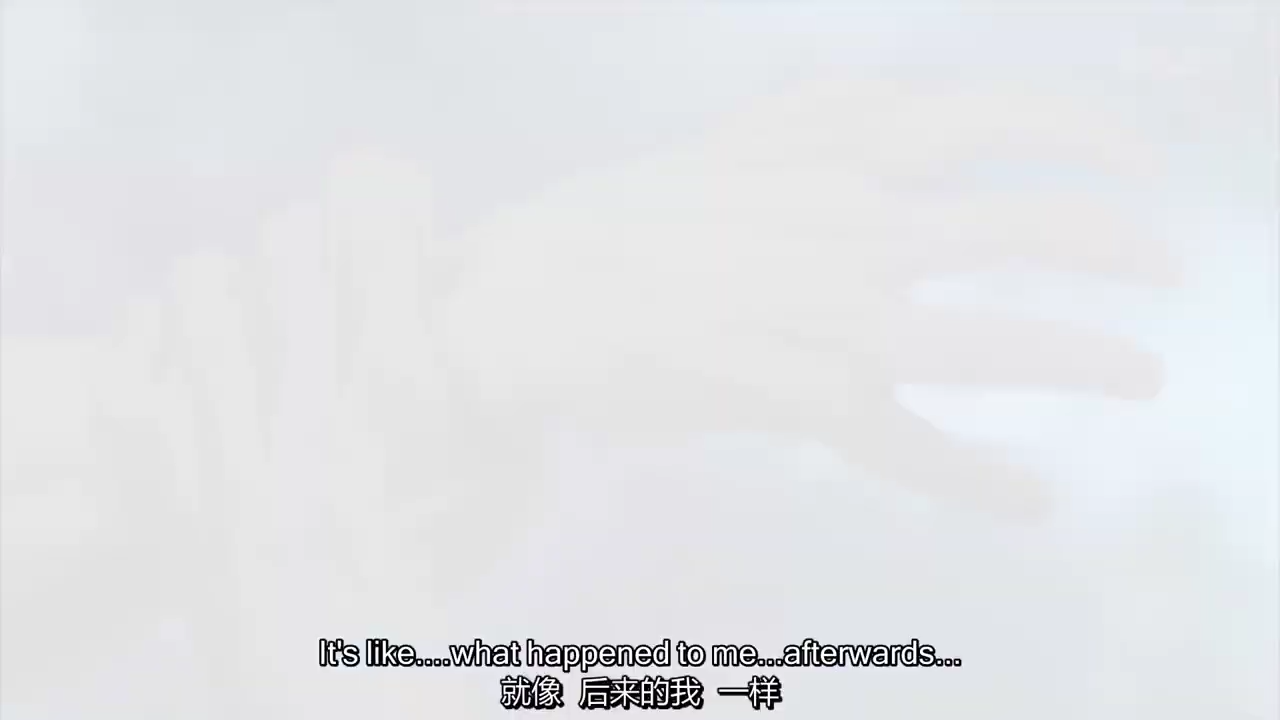 It's like....what happened to me...afterwards...
就像 后来的我 一样